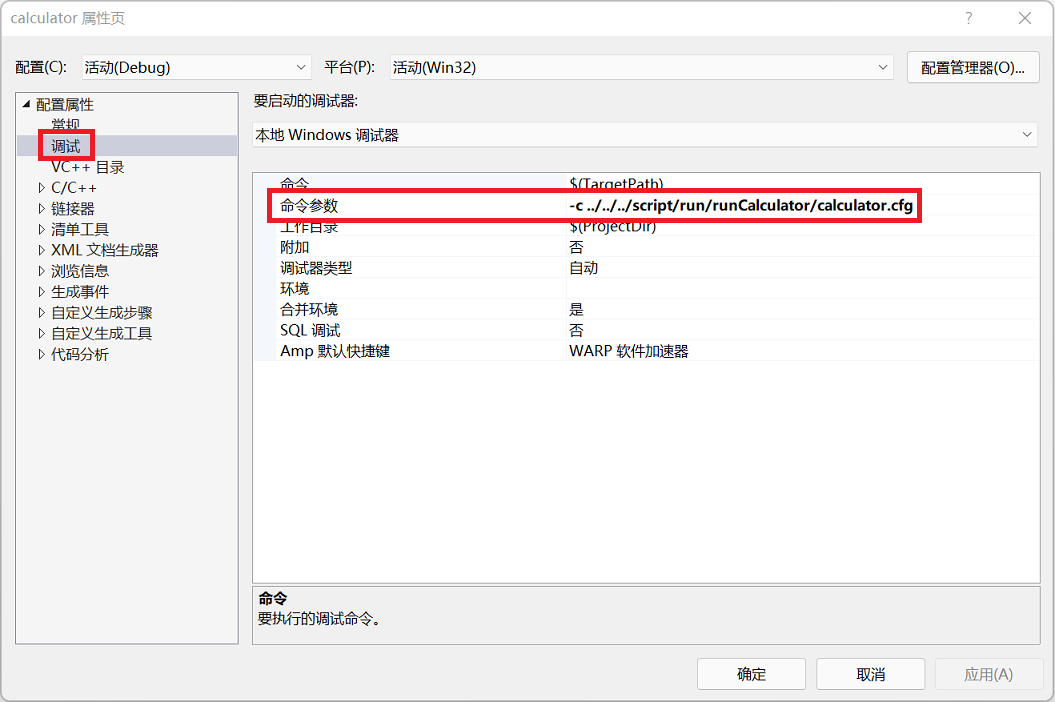 calculator 属性页
配置(C): 活动(Debug) 平台(P): 活动(Win32) 配置管理器(O)...
配置属性
常规
调试
VC++ 目录
C/C++
链接器
清单工具
XML 文档生成器
浏览信息
生成事件
自定义生成步骤
自定义生成工具
代码分析
要启动的调试器:
本地 Windows 调试器
命令 $(TargetPath)
命令参数 -c ../../../script/run/runCalculator/calculator.cfg
工作目录 $(ProjectDir)
附加 否
调试器类型 自动
环境
合并环境 是
SQL 调试 否
Amp 默认快捷键 WARP 软件加速器
命令
要执行的调试命令。
确定 取消 应用(A)